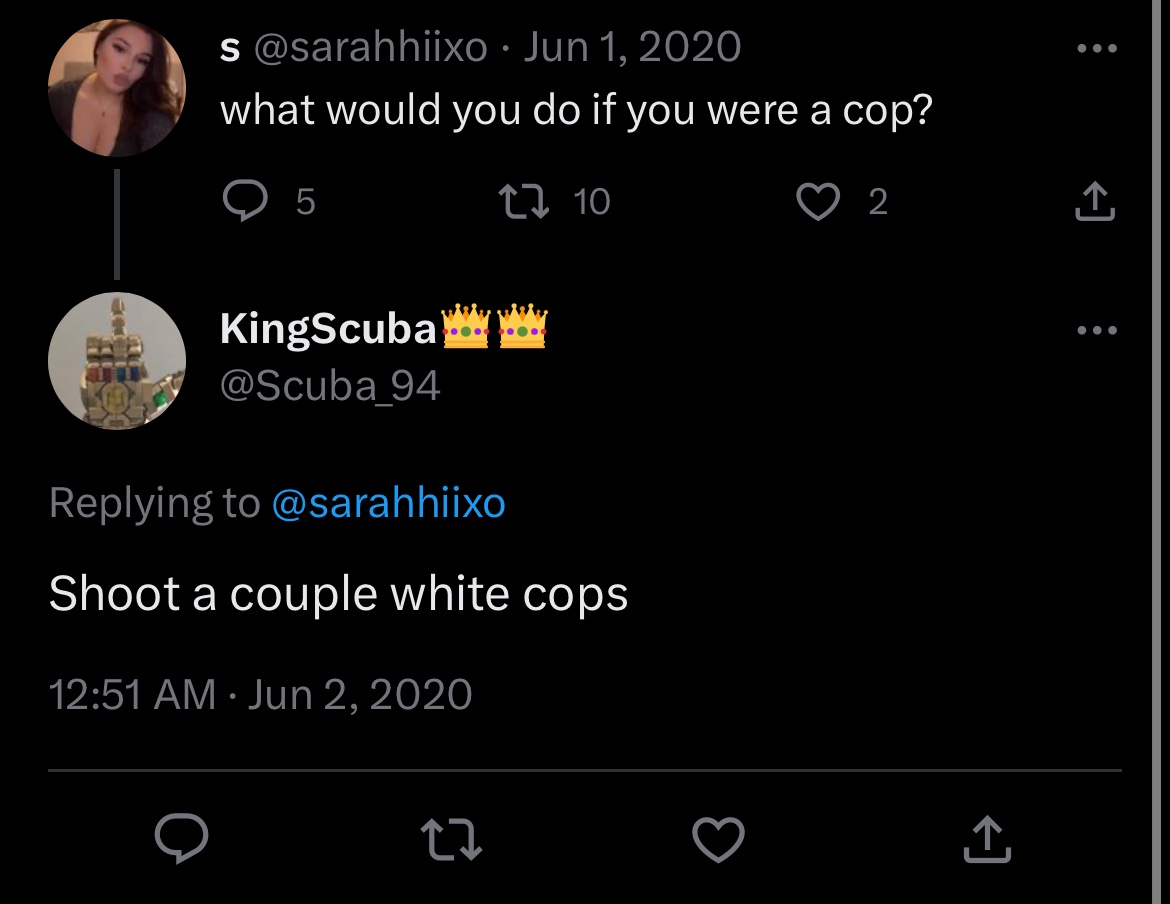 s @sarahhiixo · Jun 1, 2020
what would you do if you were a cop?
5 10 2
KingScuba👑👑
@Scuba_94
Replying to @sarahhiixo
Shoot a couple white cops
12:51 AM · Jun 2, 2020